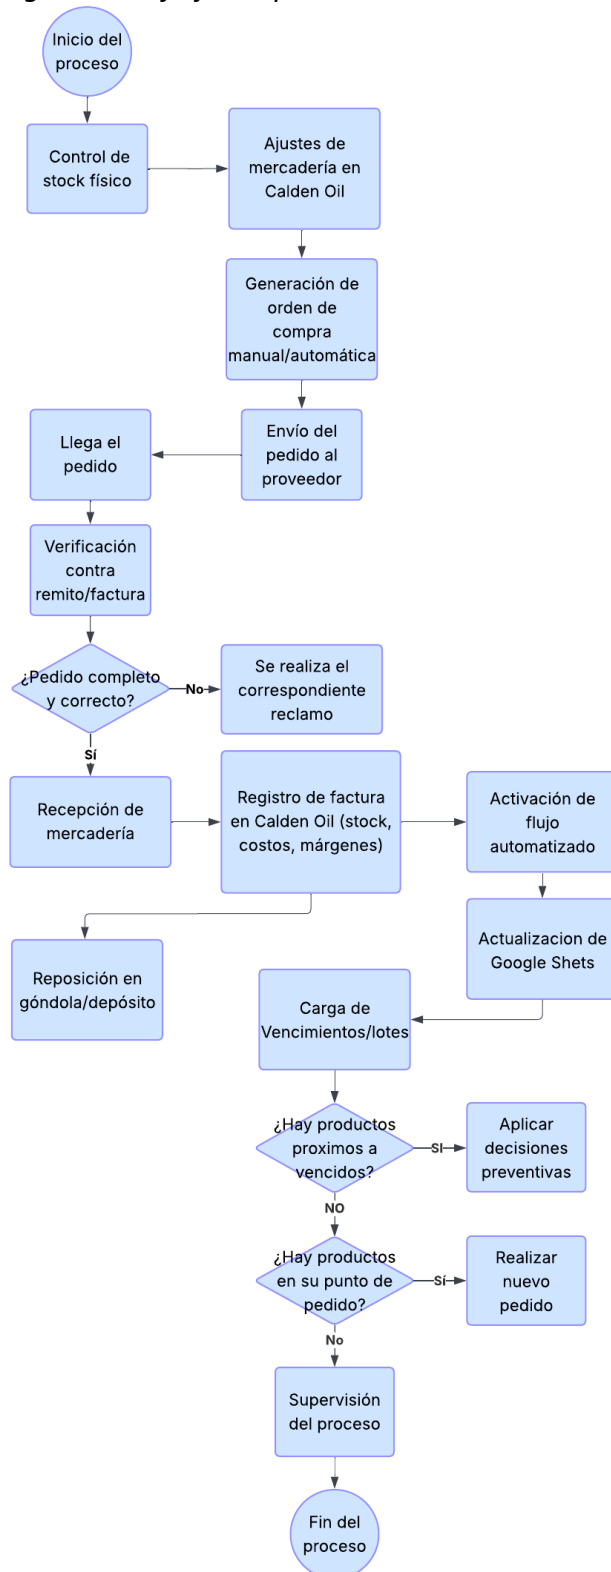 Inicio del
proceso
Control de
stock físico
Ajustes de
mercadería en
Calden Oil
Generación de
orden de
compra
manual/automática
Envío del
pedido al
proveedor
Llega el
pedido
Verificación
contra
remito/factura
¿Pedido completo
y correcto?
No
Se realiza el
correspondiente
reclamo
Sí
Recepción de
mercadería
Registro de factura
en Calden Oil (stock,
costos, márgenes)
Activación de
flujo
automatizado
Actualizacion de
Google Shets
Reposición en
góndola/depósito
Carga de
Vencimientos/lotes
¿Hay productos
proximos a
vencidos?
SI
Aplicar
decisiones
preventivas
NO
¿Hay productos
en su punto de
pedido?
Sí
Realizar
nuevo
pedido
No
Supervisión
del proceso
Fin del
proceso